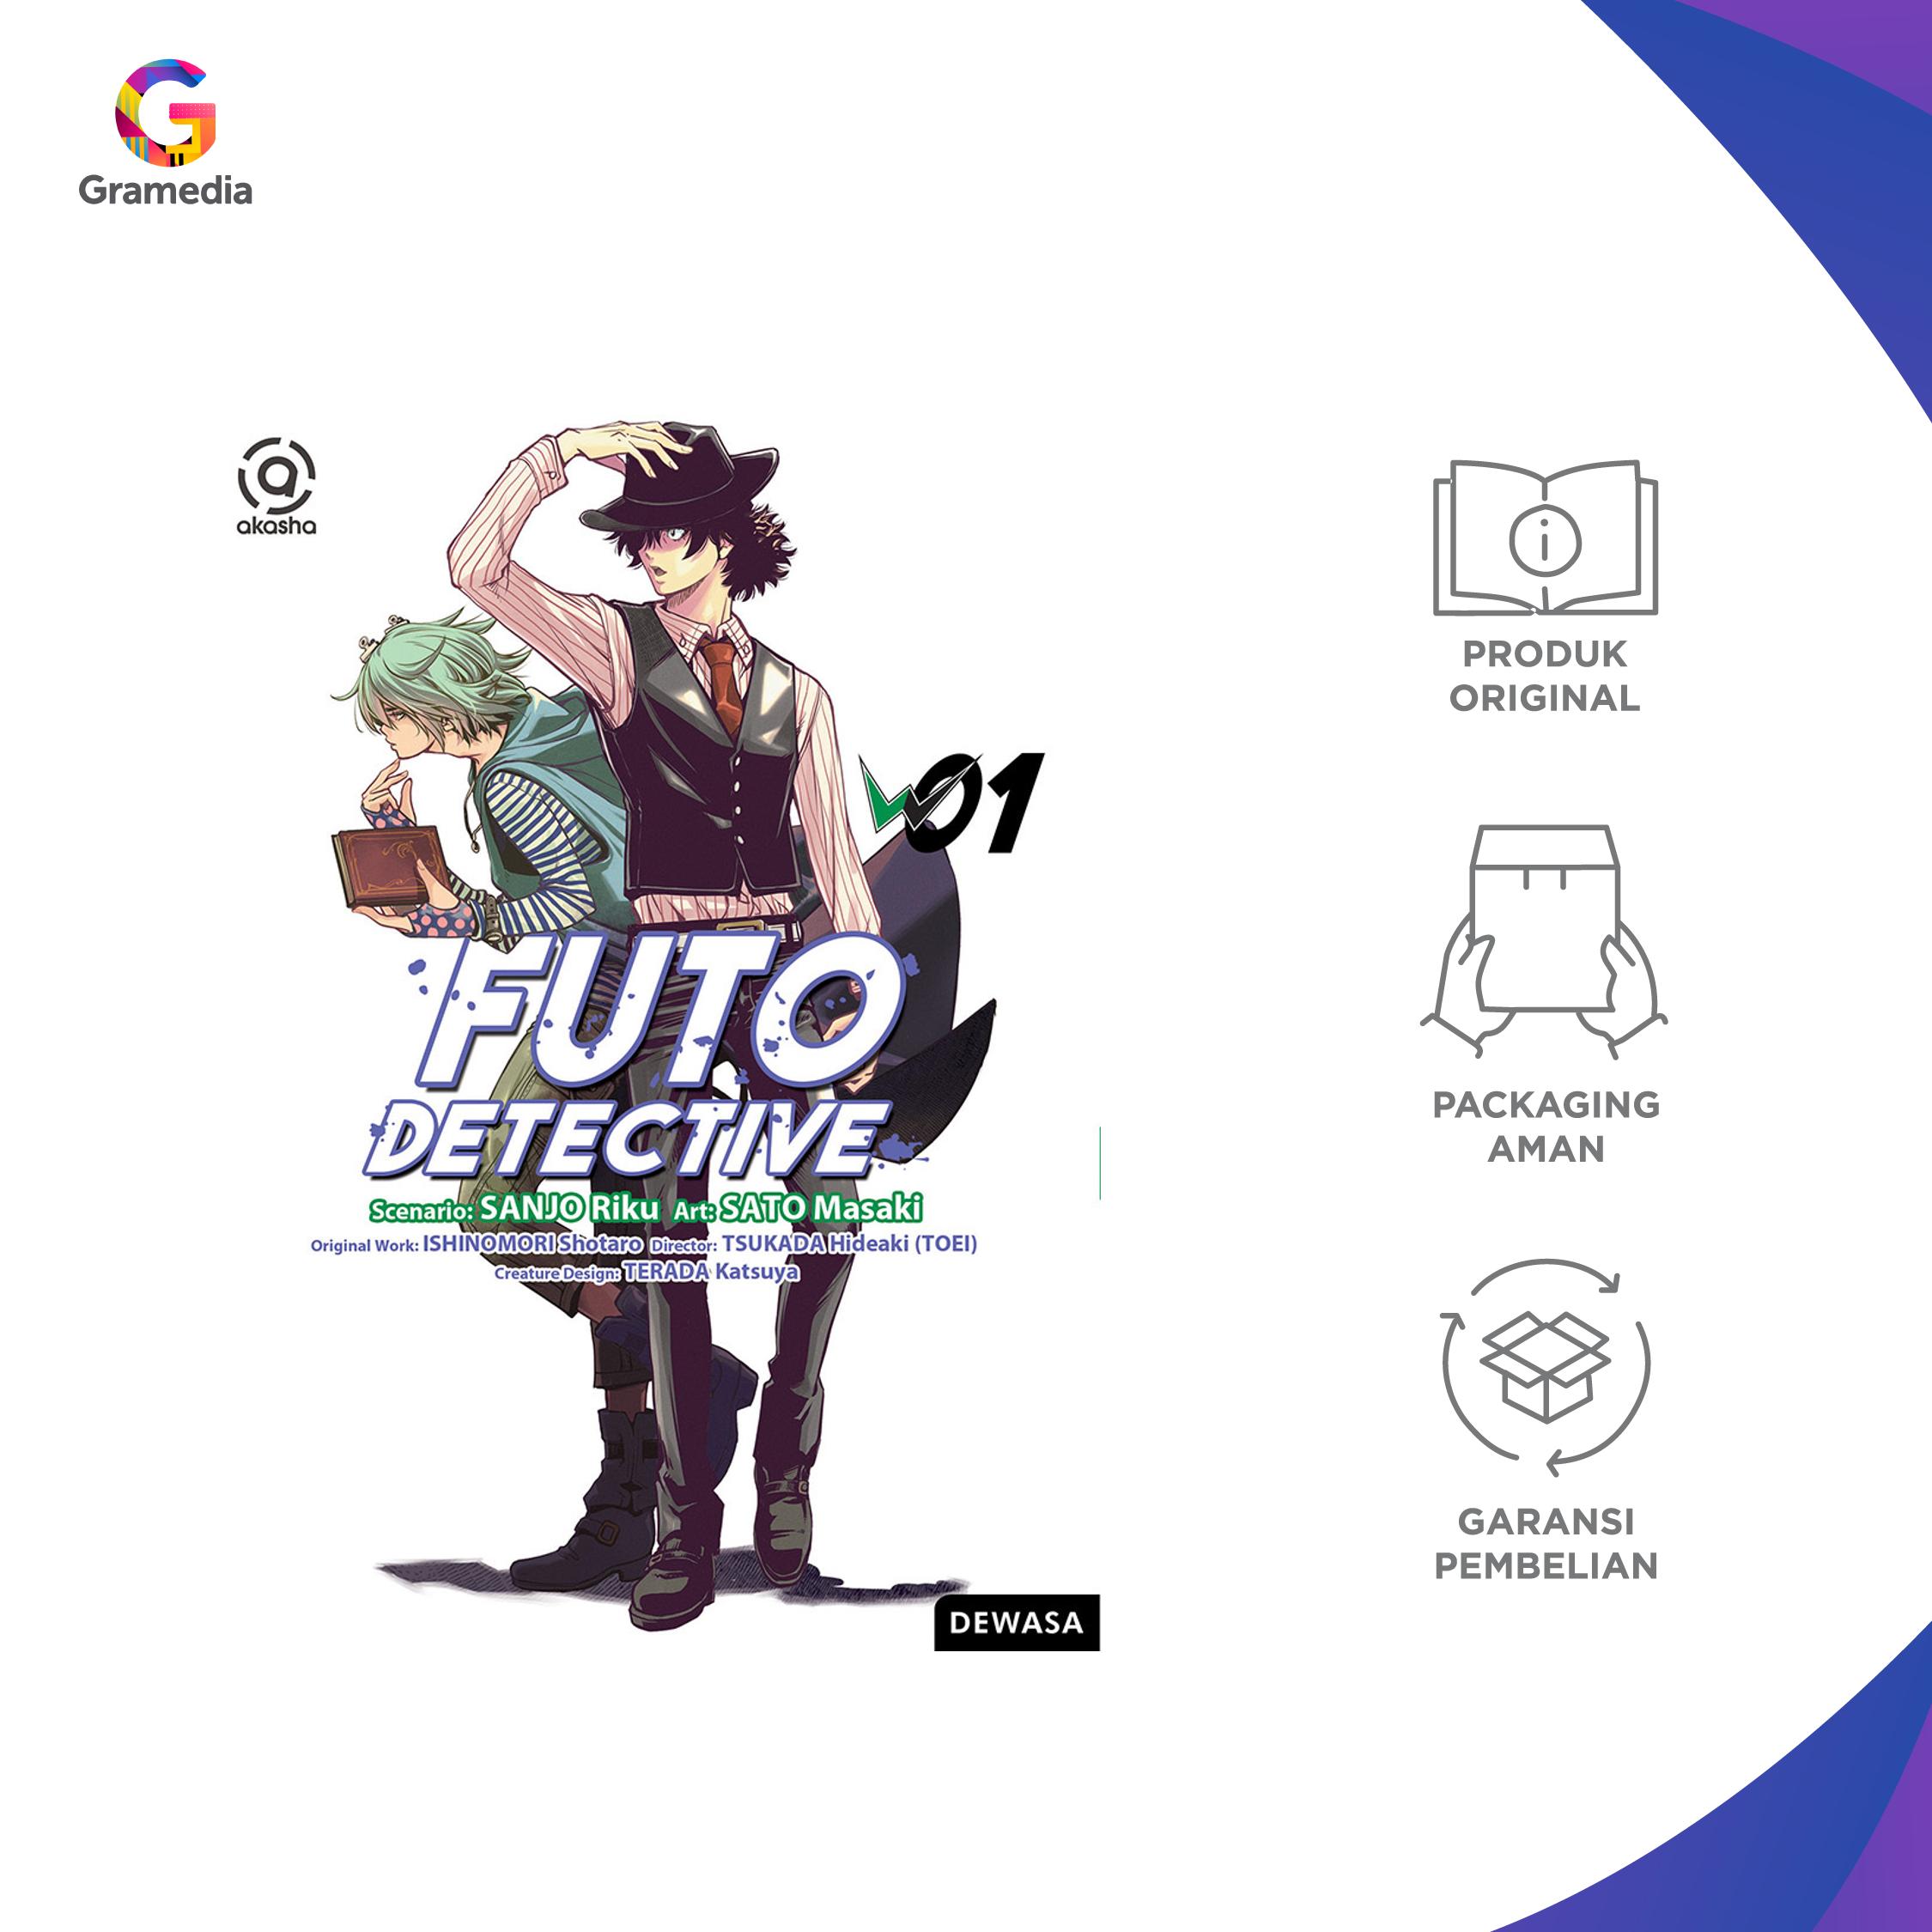 Gramedia
akasha
W01
FUTO
DETECTIVE
Scenario: SANJO Riku Art: SATO Masaki
Original Work: ISHINOMORI Shotaro Director: TSUKADA Hideaki (TOEI)
Creature Design: TERADA Katsuya
DEWASA
PRODUK
ORIGINAL
PACKAGING
AMAN
GARANSI
PEMBELIAN